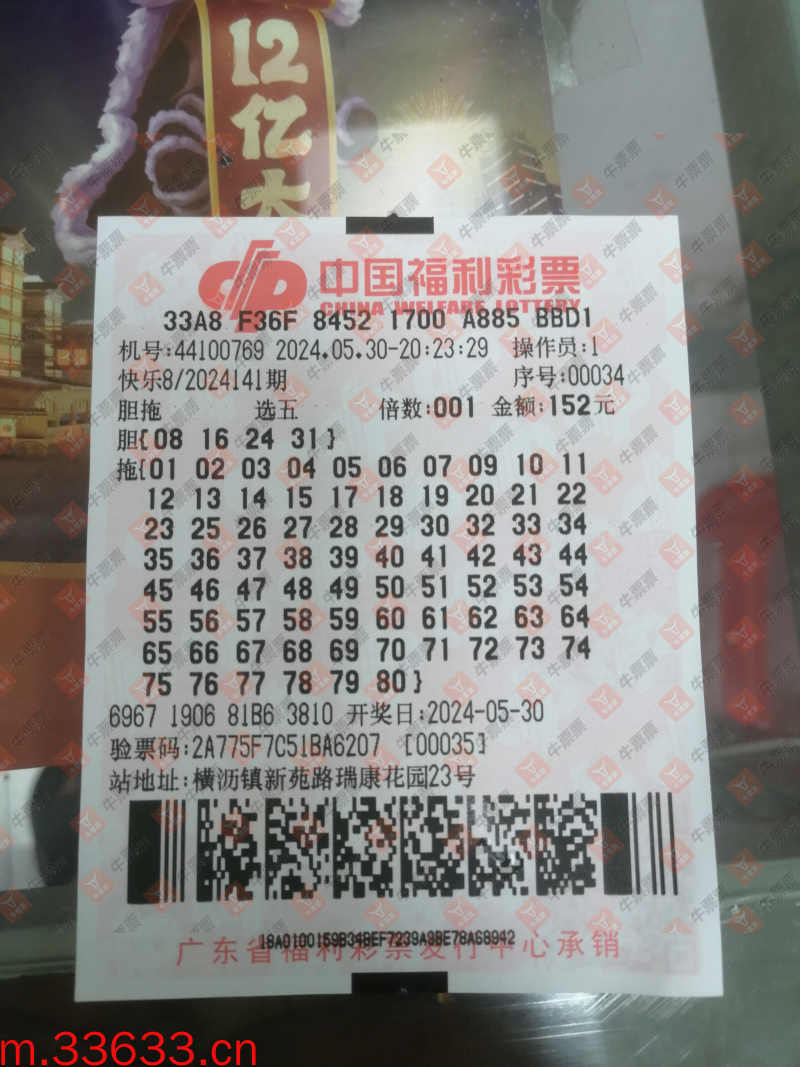 12
亿
大
中国福利彩票
CHINA WELFARE LOTTERY
33A8 F36F 8452 1700 A885 BBD1
机号:44100769 2024.05.30-20:23:29 操作员:1
快乐8/2024141期 序号:00034
胆拖 选五 倍数:001 金额:152元
胆{08 16 24 31}
拖{01 02 03 04 05 06 07 09 10 11
12 13 14 15 17 18 19 20 21 22
23 25 26 27 28 29 30 32 33 34
35 36 37 38 39 40 41 42 43 44
45 46 47 48 49 50 51 52 53 54
55 56 57 58 59 60 61 62 63 64
65 66 67 68 69 70 71 72 73 74
75 76 77 78 79 80}
6967 1906 81B6 3810 开奖日:2024-05-30
验票码:2A775F7C51BA6207 [00035]
站地址:横沥镇新苑路瑞康花园23号
18A0100159B34BEF7239A9BE78A68942
广东省福利彩票发行中心承销
牛票票
m.33633.cn